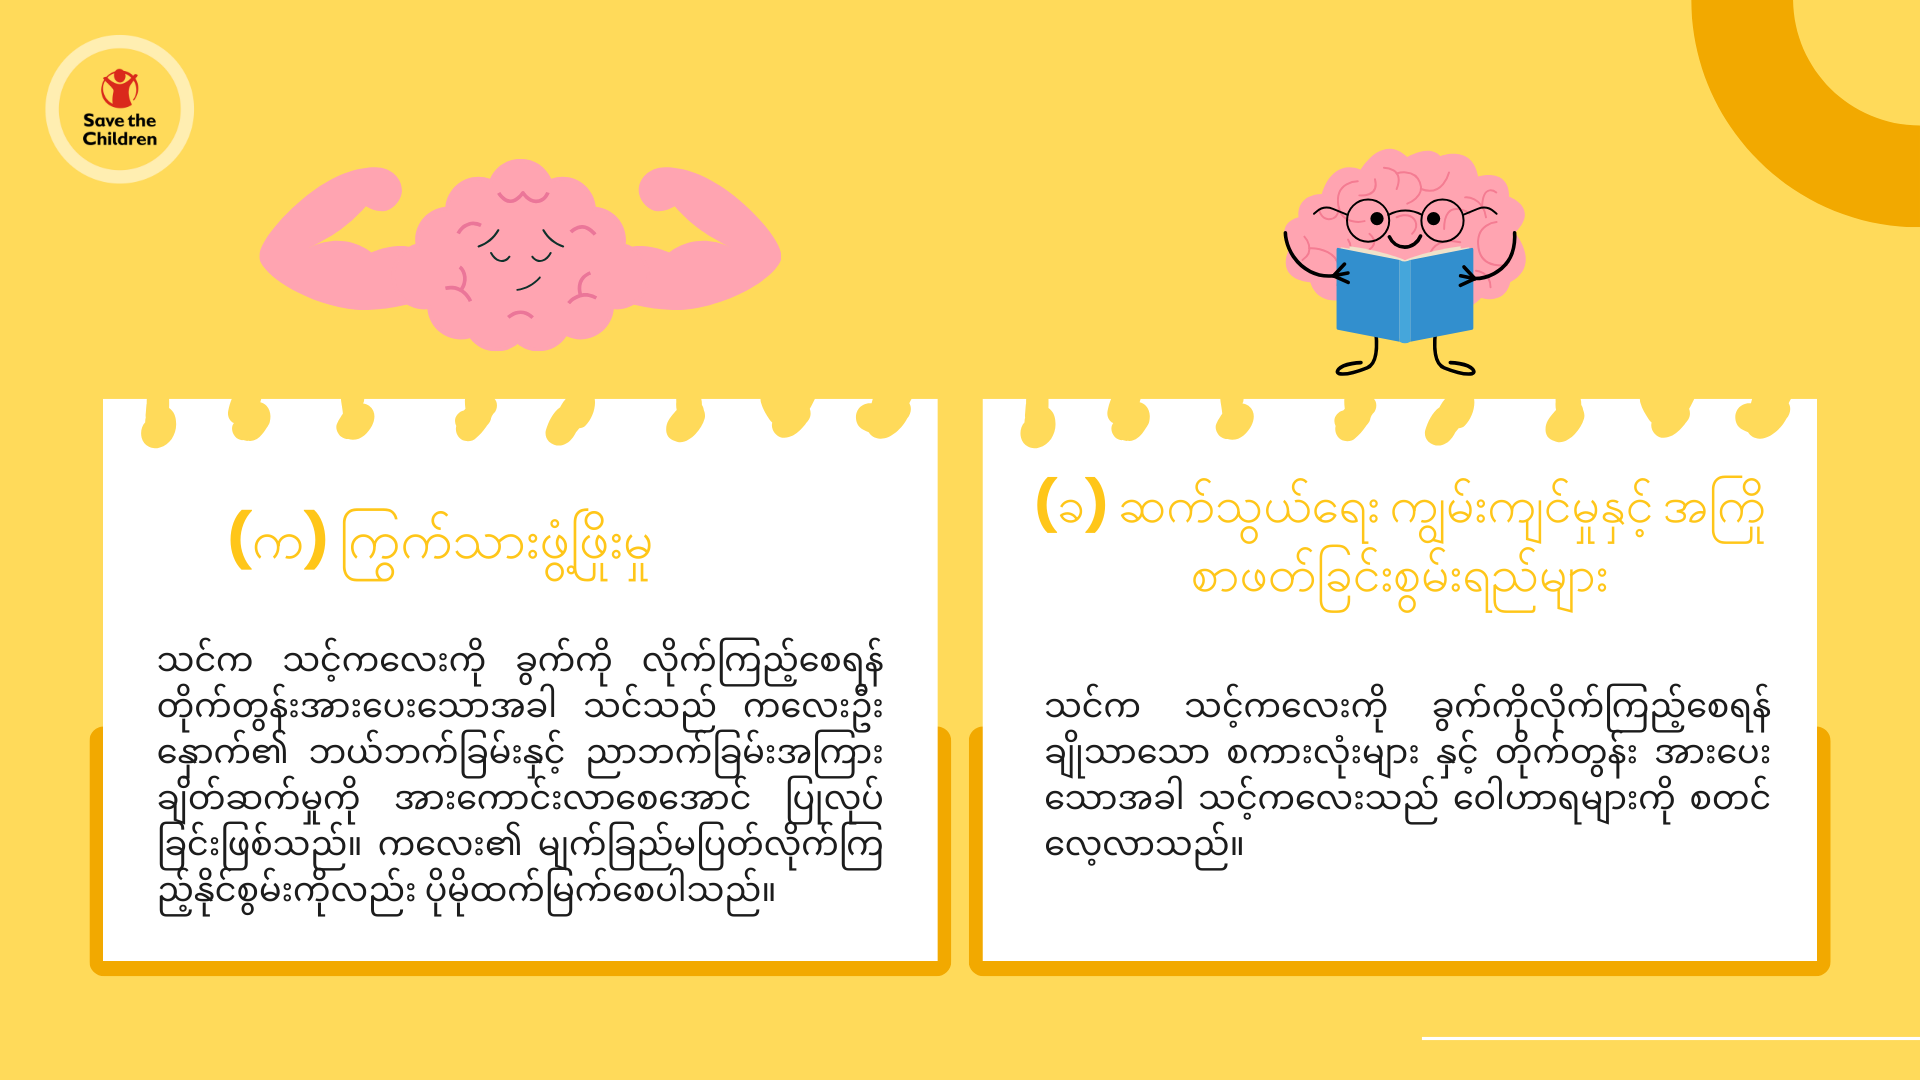 Save the
Children
(က) ကြွက်သားဖွံ့ဖြိုးမှု
သင်က သင့်ကလေးကို ခွက်ကို လိုက်ကြည့်စေရန်
တိုက်တွန်းအားပေးသောအခါ သင်သည် ကလေးဦး
နှောက်၏ ဘယ်ဘက်ခြမ်းနှင့် ညာဘက်ခြမ်းအကြား
ချိတ်ဆက်မှုကို အားကောင်းလာစေအောင် ပြုလုပ်
ခြင်းဖြစ်သည်။ ကလေး၏ မျက်ခြည်မပြတ်လိုက်ကြ
ည့်နိုင်စွမ်းကိုလည်း ပိုမိုထက်မြက်စေပါသည်။
(ခ) ဆက်သွယ်ရေး ကျွမ်းကျင်မှုနှင့် အကြို
စာဖတ်ခြင်းစွမ်းရည်များ
သင်က သင့်ကလေးကို ခွက်ကိုလိုက်ကြည့်စေရန်
ချိုသာသော စကားလုံးများ နှင့် တိုက်တွန်း အားပေး
သောအခါ သင့်ကလေးသည် ဝေါဟာရများကို စတင်
လေ့လာသည်။